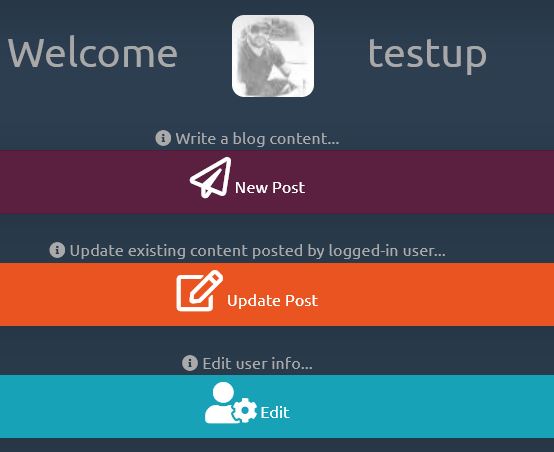 Welcome testup
Write a blog content...
New Post
Update existing content posted by logged-in user...
Update Post
Edit user info...
Edit